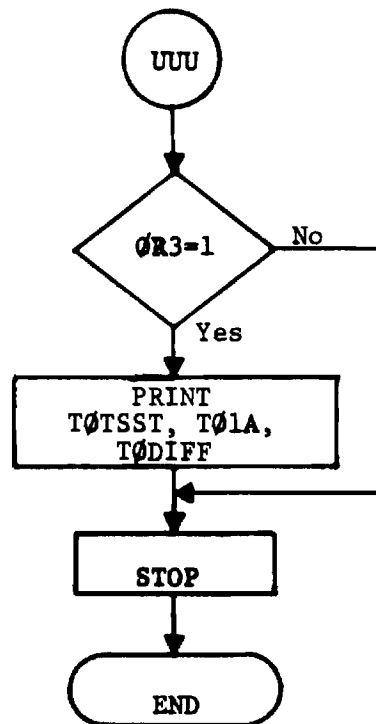 UUU
ØR3=1
No
Yes
PRINT
TØTSST, TØ1A,
TØDIFF
STOP
END